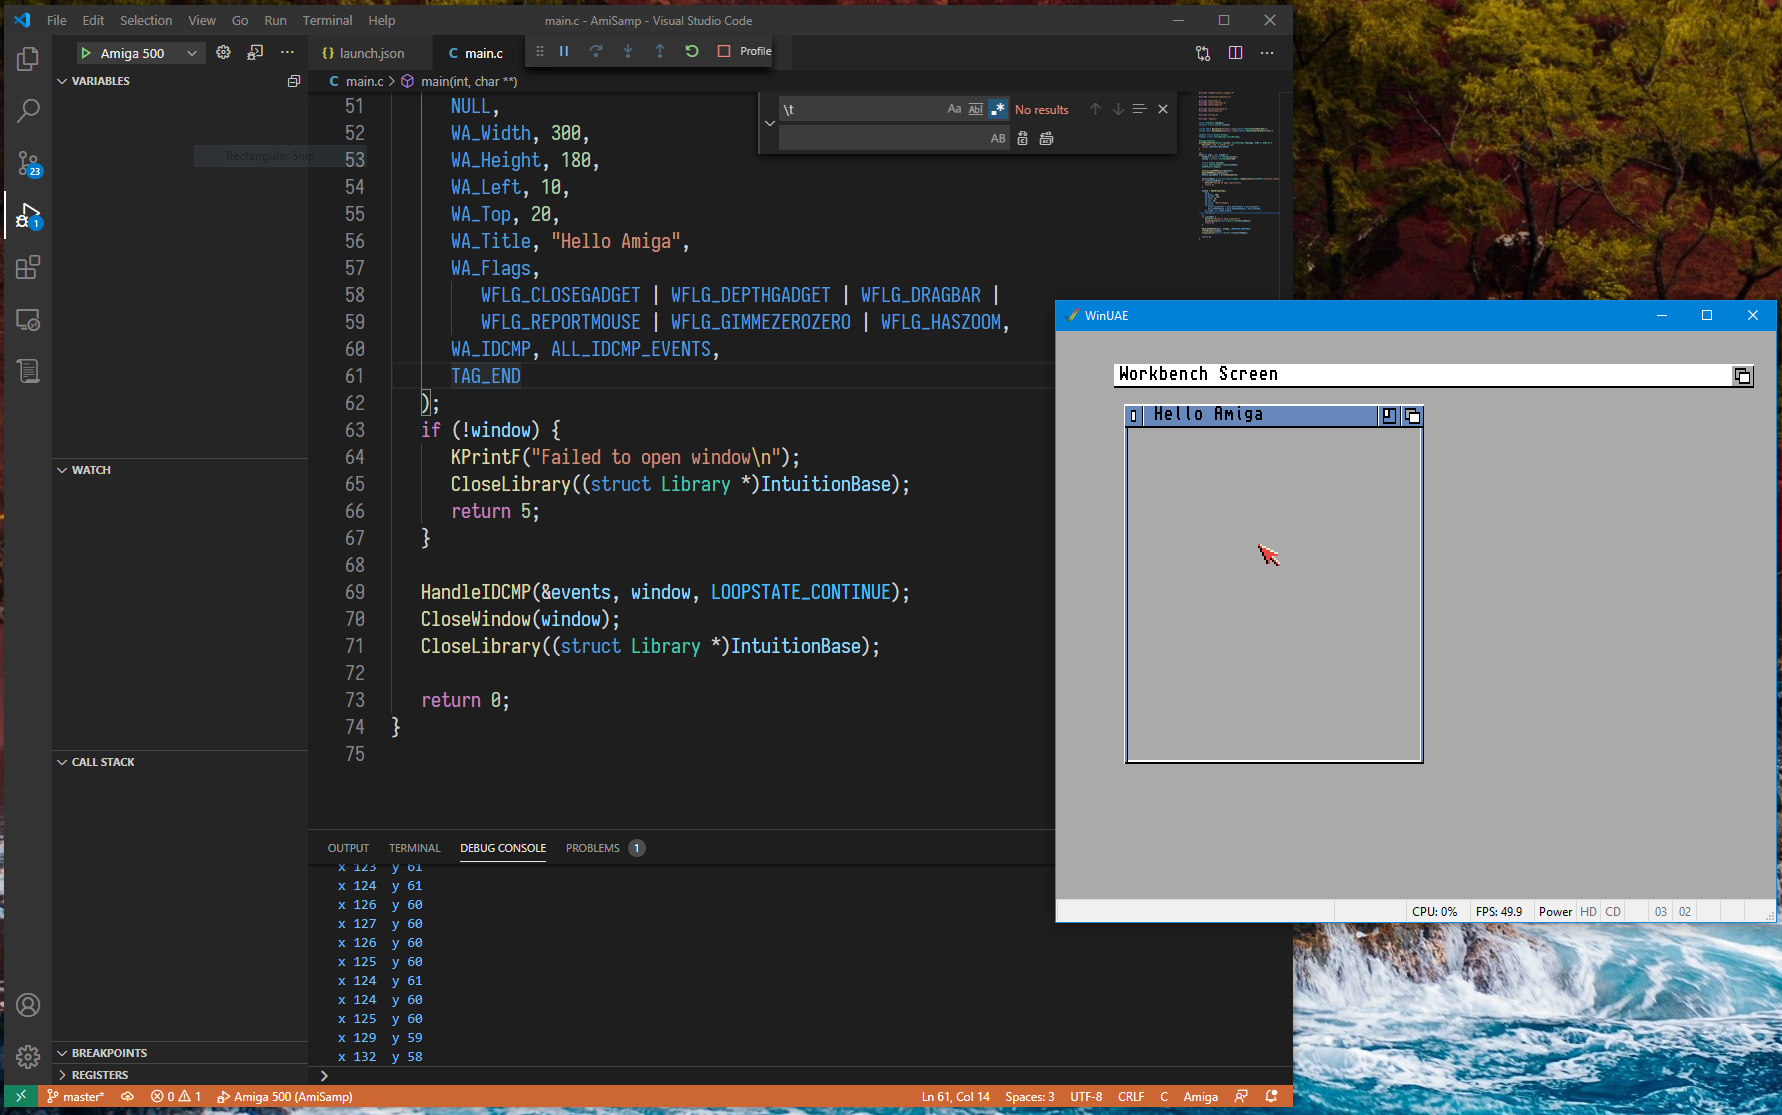 File Edit Selection View Go Run Terminal Help
main.c - AmiSamp - Visual Studio Code
Amiga 500
{} launch.json
C main.c
Profile
VARIABLES
C main.c > main(int, char **)
\t
Aa Abl .* No results
AB
Rectangular Snip
23
1
51 NULL,
52 WA_Width, 300,
53 WA_Height, 180,
54 WA_Left, 10,
55 WA_Top, 20,
56 WA_Title, "Hello Amiga",
57 WA_Flags,
58 WFLG_CLOSEGADGET | WFLG_DEPTHGADGET | WFLG_DRAGBAR |
59 WFLG_REPORTMOUSE | WFLG_GIMMEZEROZERO | WFLG_HASZOOM,
60 WA_IDCMP, ALL_IDCMP_EVENTS,
61 TAG_END
62 );
63 if (!window) {
64 KPrintF("Failed to open window\n");
65 CloseLibrary((struct Library *)IntuitionBase);
66 return 5;
67 }
68
69 HandleIDCMP(&events, window, LOOPSTATE_CONTINUE);
70 CloseWindow(window);
71 CloseLibrary((struct Library *)IntuitionBase);
72
73 return 0;
74 }
75
WATCH
CALL STACK
BREAKPOINTS
REGISTERS
OUTPUT TERMINAL DEBUG CONSOLE PROBLEMS 1
x 123 y 61
x 124 y 61
x 126 y 60
x 127 y 60
x 126 y 60
x 125 y 60
x 124 y 61
x 124 y 60
x 125 y 60
x 129 y 59
x 132 y 58
>
master* 0 1 Amiga 500 (AmiSamp)
Ln 61, Col 14 Spaces: 3 UTF-8 CRLF C Amiga
WinUAE
Workbench Screen
Hello Amiga
CPU: 0% FPS: 49.9 Power HD CD 03 02